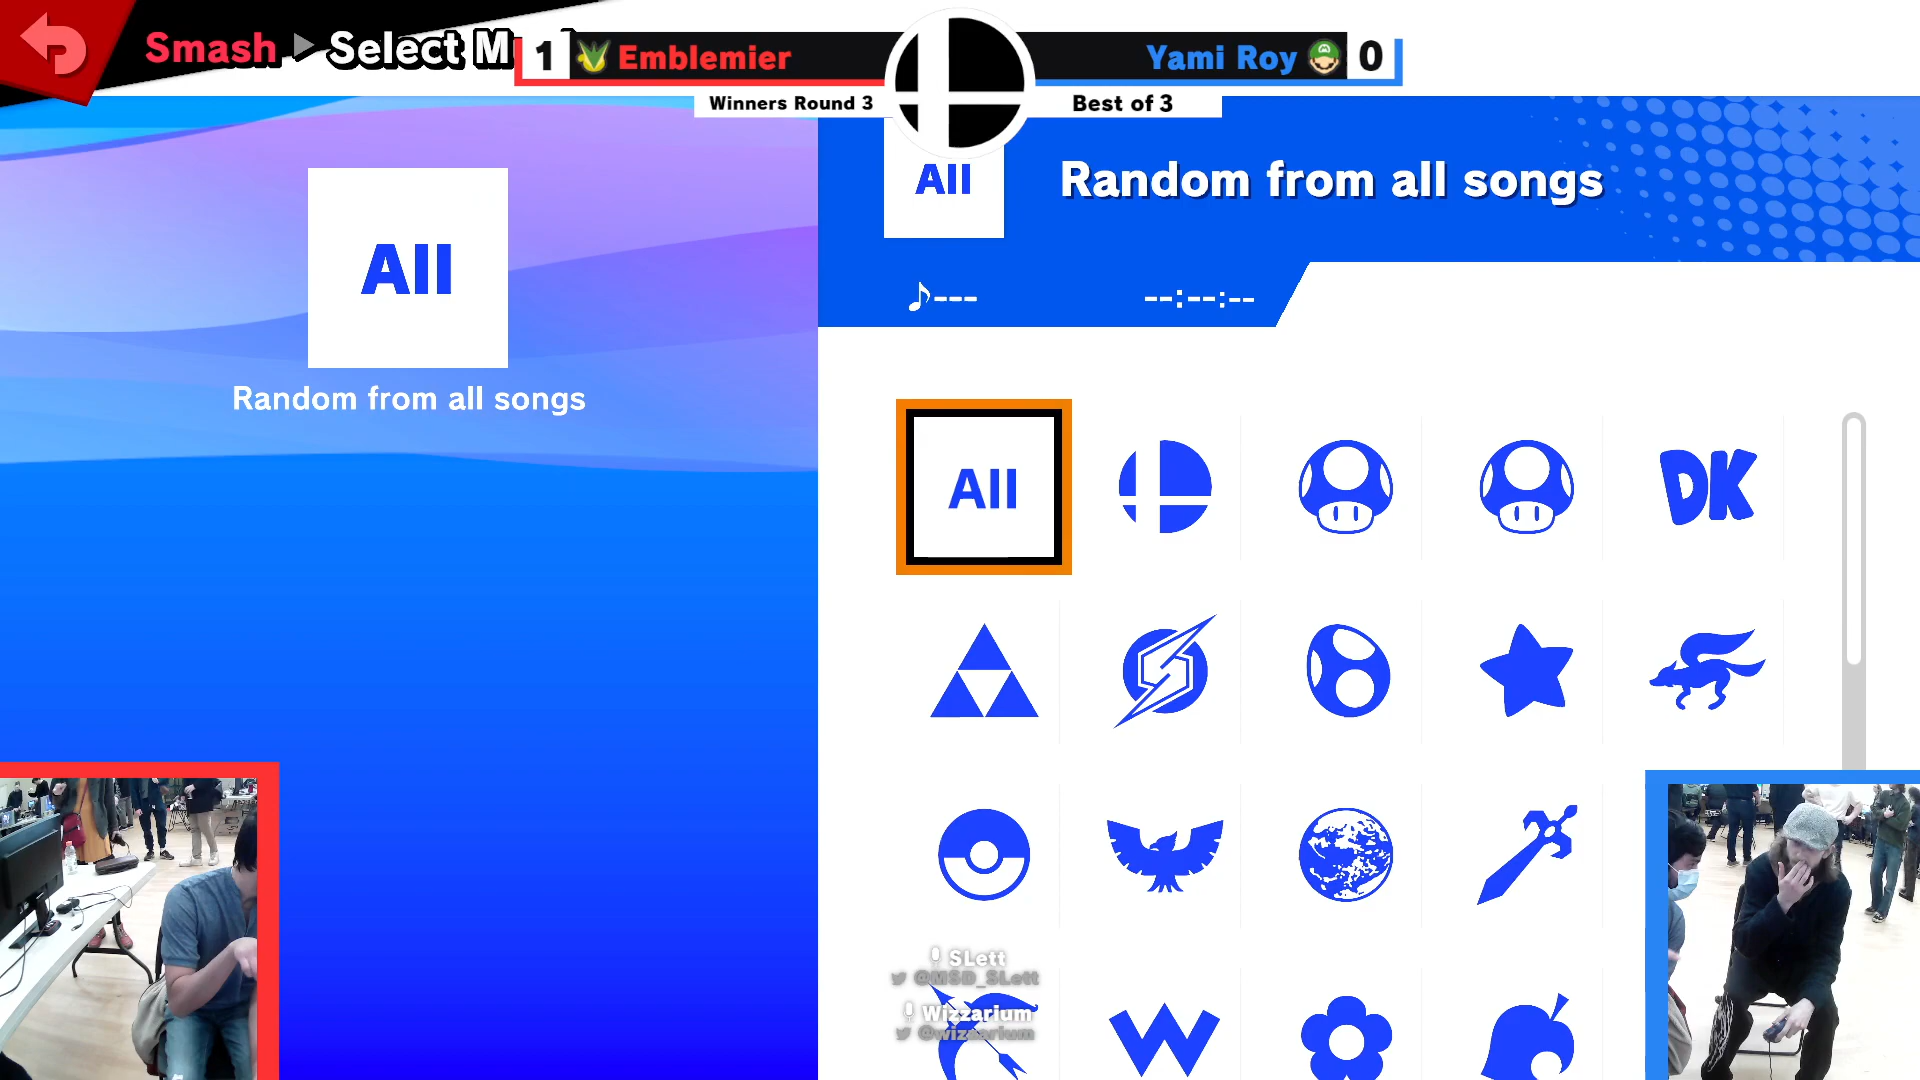 Smash ▶ Select M
1 Emblemier
Yami Roy 0
Winners Round 3
Best of 3
All
Random from all songs
♪---
--:--:--
All
Random from all songs
All
DK
SLett
@MSD_SLett
Wizzarium
@wizzarium